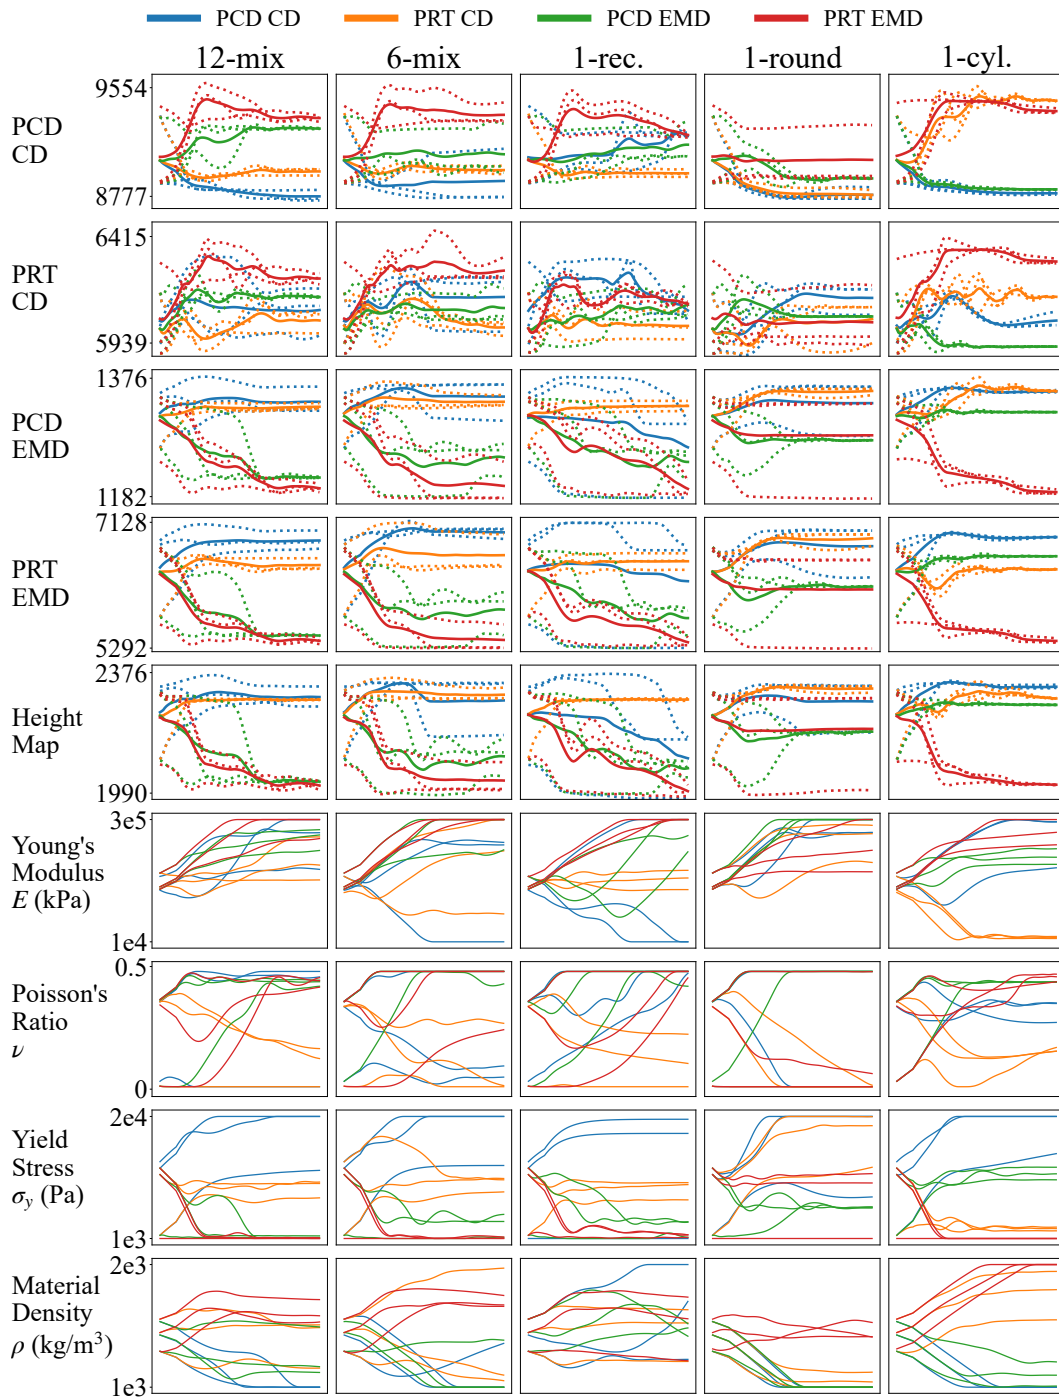 PCD CD PRT CD PCD EMD PRT EMD
12-mix 6-mix 1-rec. 1-round 1-cyl.
9554
PCD
CD
8777
6415
PRT
CD
5939
1376
PCD
EMD
1182
7128
PRT
EMD
5292
2376
Height
Map
1990
3e5
Young's
Modulus
E (kPa)
1e4
0.5
Poisson's
Ratio
ν
0
2e4
Yield
Stress
σy (Pa)
1e3
2e3
Material
Density
ρ (kg/m³)
1e3